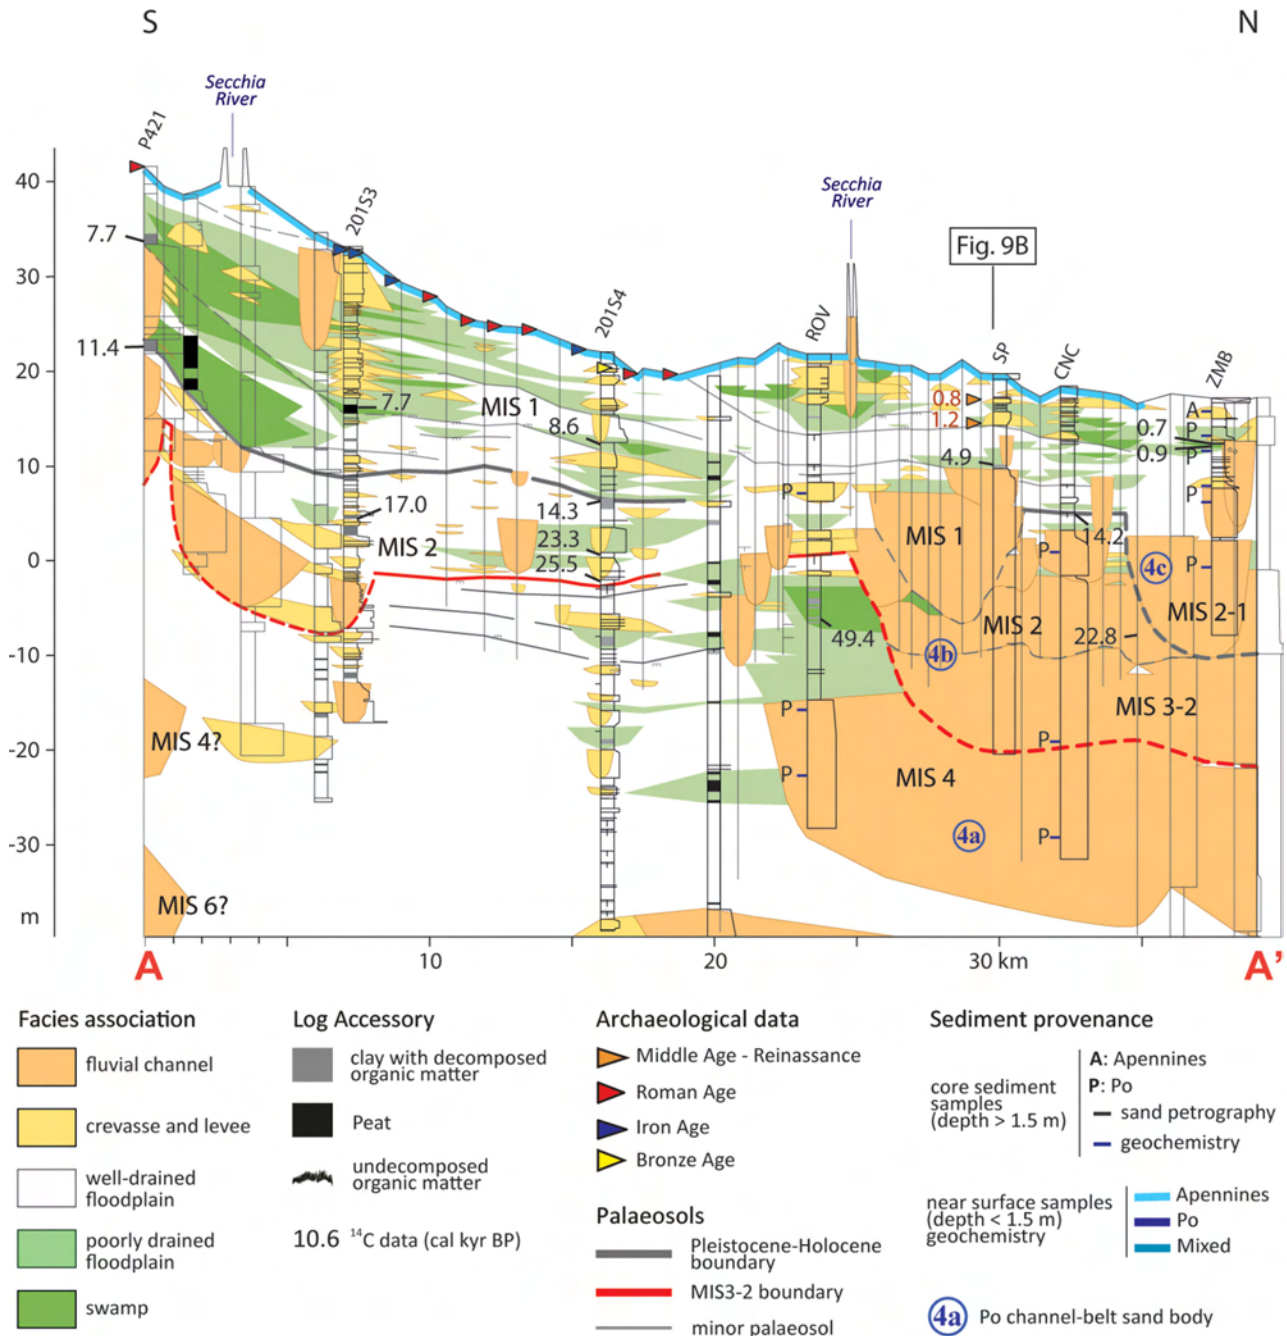 S
N
Secchia
River
P421
201S3
Secchia
River
40
7.7
30
Fig. 9B
201S4
ROV
SP
CNC
ZMB
11.4
20
7.7
MIS 1
8.6
0.8
1.2
A
P
0.7
0.9
P
10
4.9
17.0
14.3
P
P
MIS 2
23.3
25.5
MIS 1
14.2
P
4c
P
0
MIS 2
MIS 2-1
49.4
22.8
-10
4b
MIS 3-2
P
MIS 4?
P
-20
P
MIS 4
4a
P
-30
MIS 6?
m
A
10
20
30 km
A’
Facies association
fluvial channel
crevasse and levee
well-drained
floodplain
poorly drained
floodplain
swamp
Log Accessory
clay with decomposed
organic matter
Peat
undecomposed
organic matter
10.6 ¹⁴C data (cal kyr BP)
Archaeological data
Middle Age - Reinassance
Roman Age
Iron Age
Bronze Age
Palaeosols
Pleistocene-Holocene
boundary
MIS3-2 boundary
minor palaeosol
Sediment provenance
core sediment
samples
(depth > 1.5 m)
A: Apennines
P: Po
sand petrography
geochemistry
near surface samples
(depth < 1.5 m)
geochemistry
Apennines
Po
Mixed
4a Po channel-belt sand body